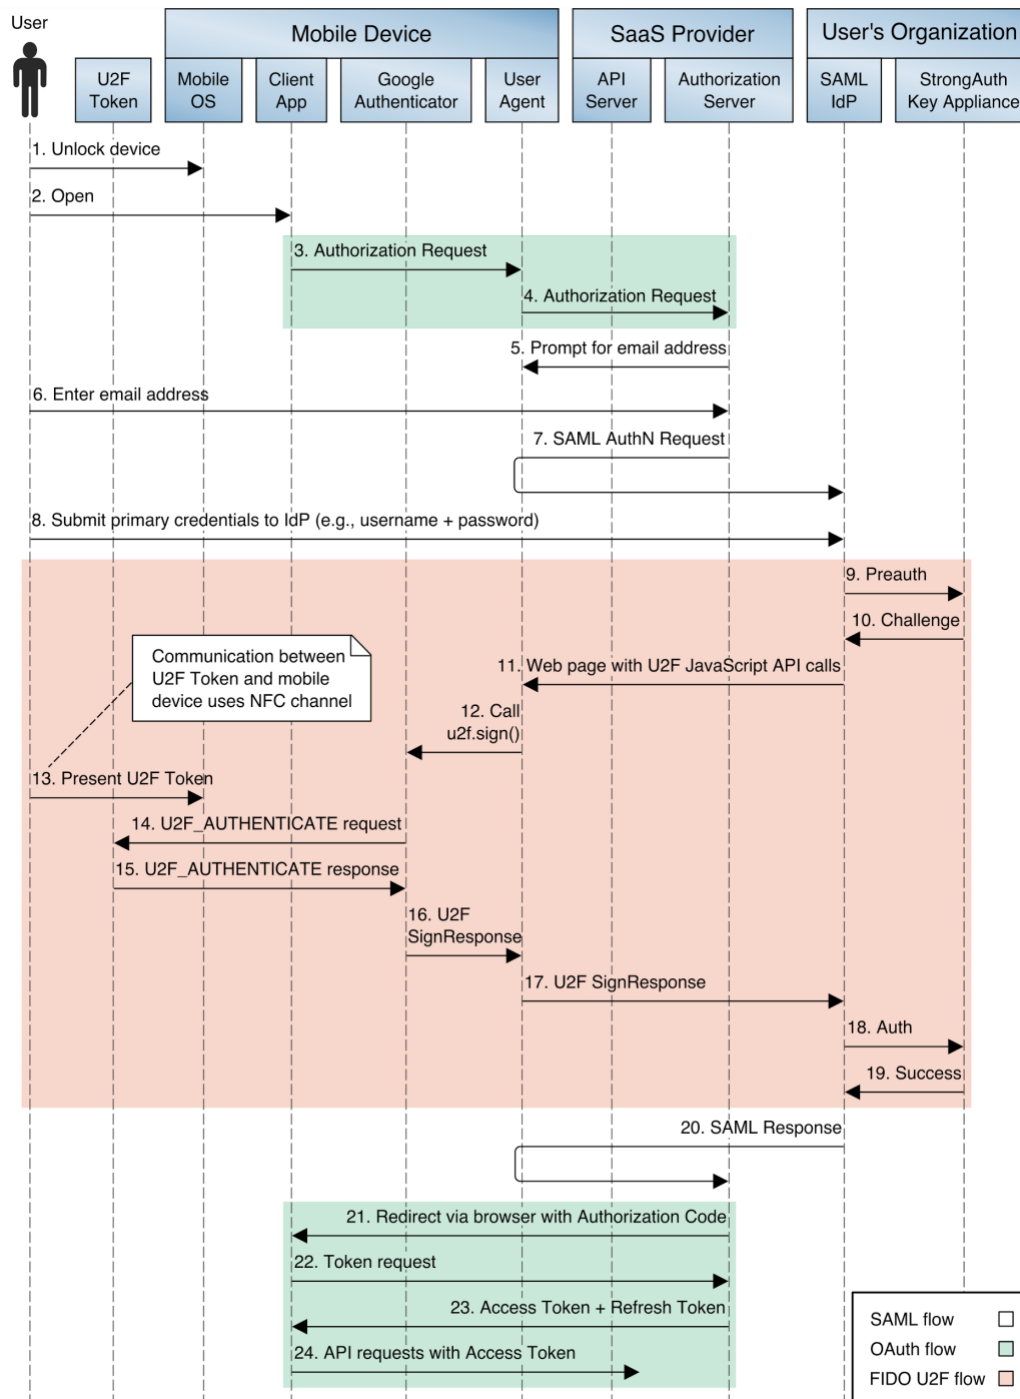 User
Mobile Device
SaaS Provider
User's Organization
U2F
Token
Mobile
OS
Client
App
Google
Authenticator
User
Agent
API
Server
Authorization
Server
SAML
IdP
StrongAuth
Key Appliance
1. Unlock device
2. Open
3. Authorization Request
4. Authorization Request
5. Prompt for email address
6. Enter email address
7. SAML AuthN Request
8. Submit primary credentials to IdP (e.g., username + password)
9. Preauth
10. Challenge
Communication between
U2F Token and mobile
device uses NFC channel
11. Web page with U2F JavaScript API calls
12. Call
u2f.sign()
13. Present U2F Token
14. U2F_AUTHENTICATE request
15. U2F_AUTHENTICATE response
16. U2F
SignResponse
17. U2F SignResponse
18. Auth
19. Success
20. SAML Response
21. Redirect via browser with Authorization Code
22. Token request
23. Access Token + Refresh Token
24. API requests with Access Token
SAML flow
OAuth flow
FIDO U2F flow